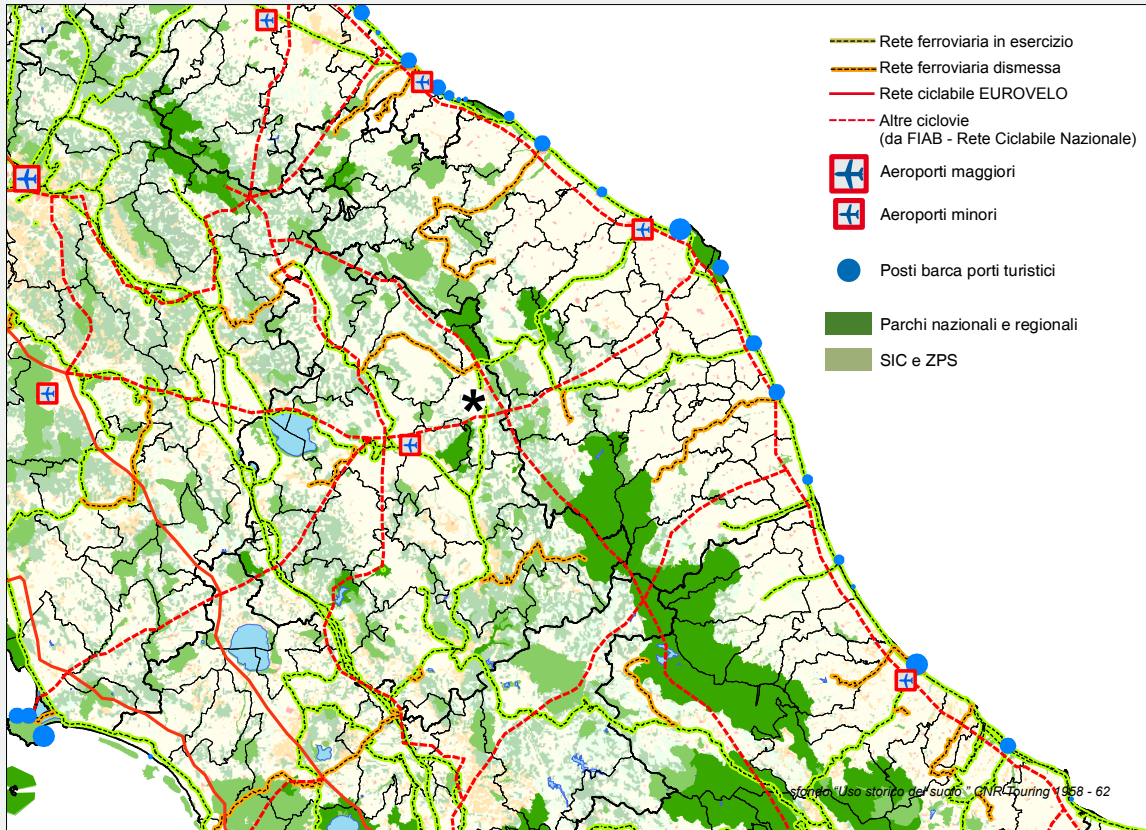 Rete ferroviaria in esercizio
Rete ferroviaria dismessa
Rete ciclabile EUROVELO
Altre ciclovie
(da FIAB - Rete Ciclabile Nazionale)
Aeroporti maggiori
Aeroporti minori
Posti barca porti turistici
Parchi nazionali e regionali
SIC e ZPS
*
sfondo "Uso storico del suolo " CNR Touring 1958 - 62